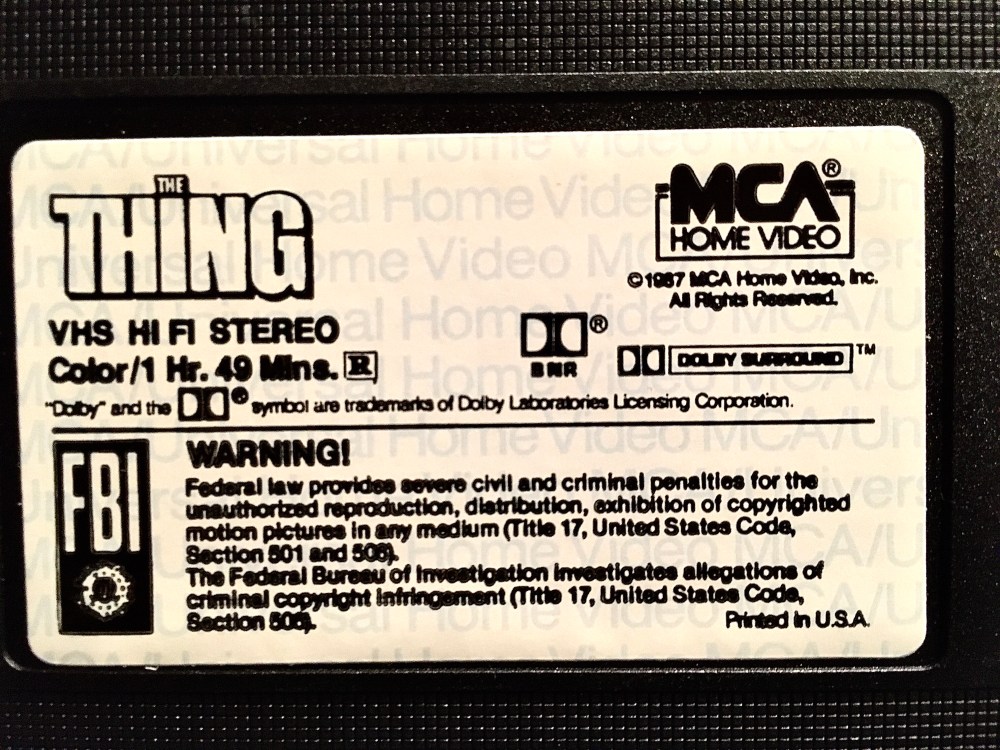 THE
THING
MCA®
HOME VIDEO
©1987 MCA Home Video, Inc.
All Rights Reserved.
VHS HI FI STEREO
Color/1 Hr. 49 Mins. R
®
BNR
DOLBY SURROUND™
"Dolby" and the ® symbol are trademarks of Dolby Laboratories Licensing Corporation.
FBI
WARNING!
Federal law provides severe civil and criminal penalties for the
unauthorized reproduction, distribution, exhibition of copyrighted
motion pictures in any medium (Title 17, United States Code,
Section 501 and 506).
The Federal Bureau of Investigation investigates allegations of
criminal copyright infringement (Title 17, United States Code,
Section 506).
Printed in U.S.A.